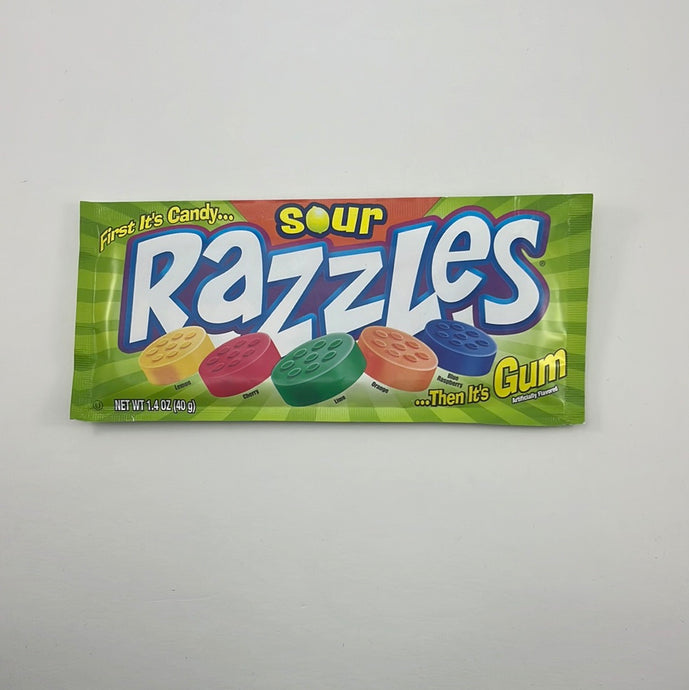 First It's Candy...
sour
Razzles
®
Lemon
Cherry
Lime
Orange
Blue
Raspberry
...Then It's Gum
Artificially Flavored
NET WT 1.4 OZ (40 g)